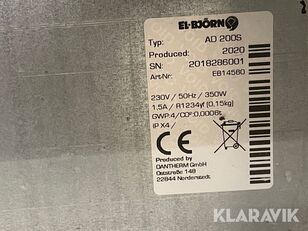 EL-BJÖRN
Typ: AD 200S
Produced: 2020
SN: 2018286001
Art-Nr: EB14580
230V / 50Hz / 350W
1.5A / R1234yf (0.15kg)
GWP:4/CO²:0,0006t
IP X4 /
CE
Produced by
DANTHERM GmbH
Oststraße 148
22844 Norderstedt
KLARAVIK